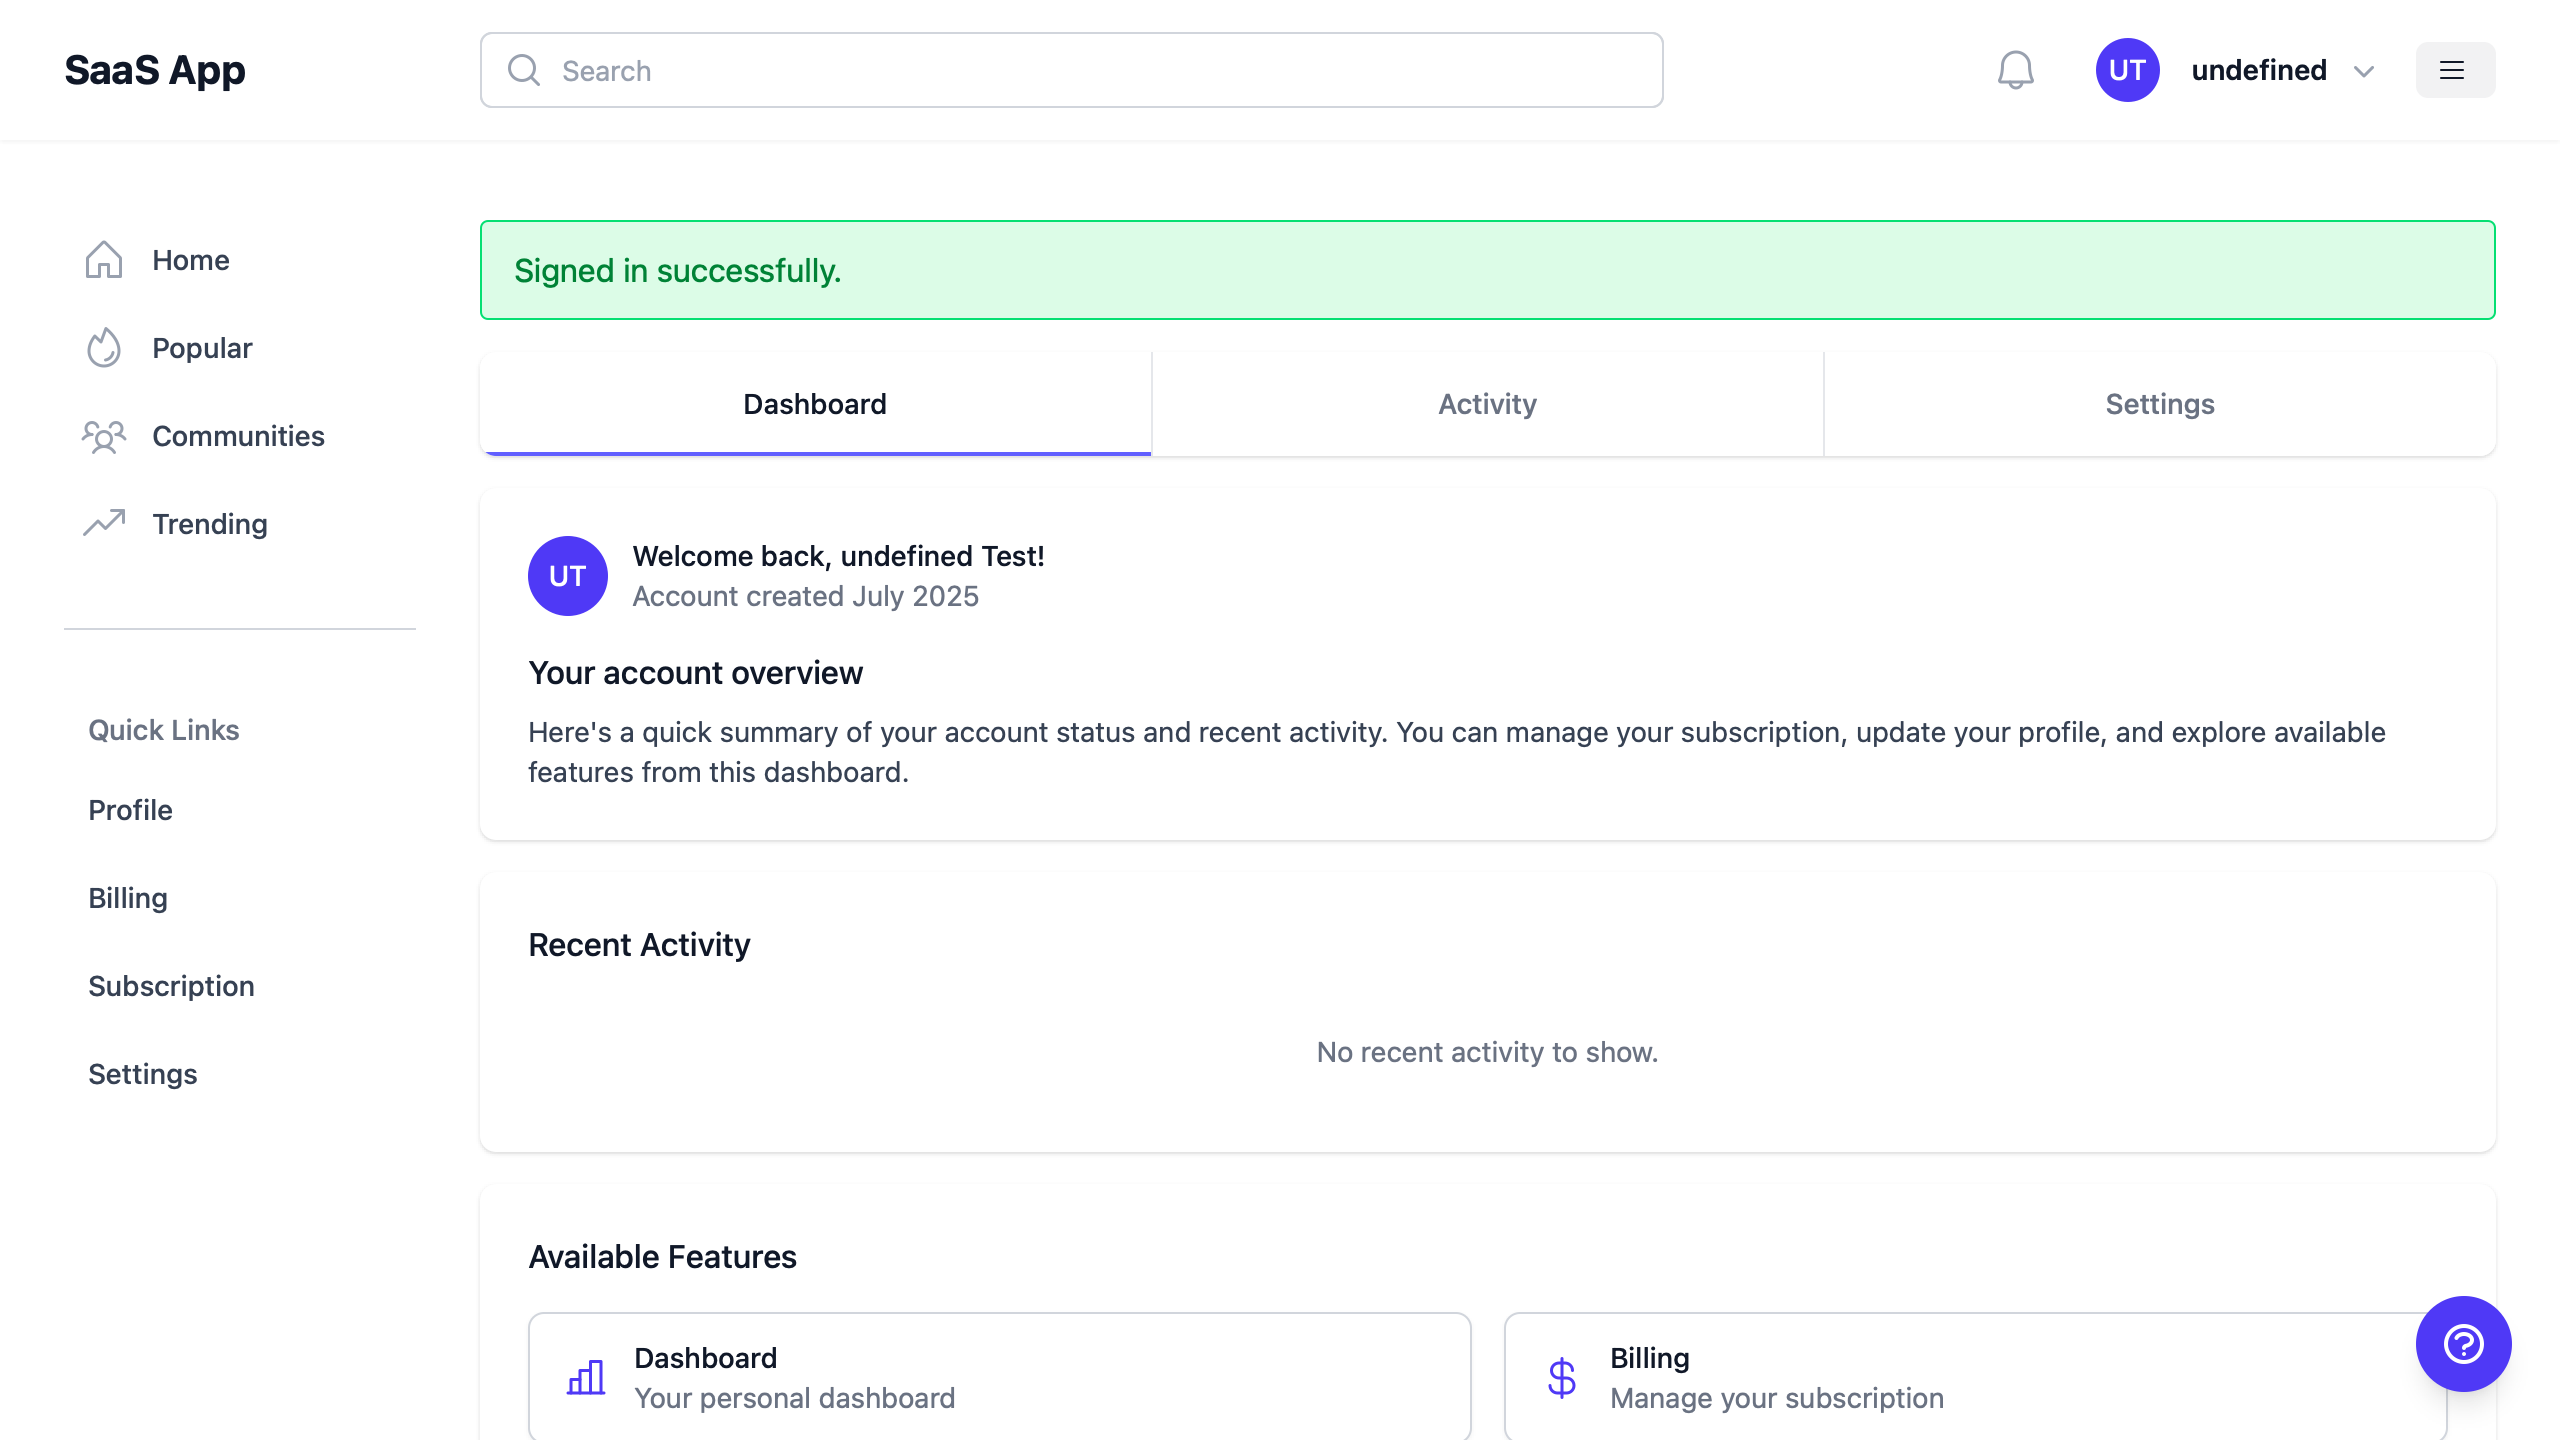 SaaS App
Search
UT
undefined
Home
Popular
Communities
Trending
Quick Links
Profile
Billing
Subscription
Settings
Signed in successfully.
Dashboard
Activity
Settings
UT
Welcome back, undefined Test!
Account created July 2025
Your account overview
Here's a quick summary of your account status and recent activity. You can manage your subscription, update your profile, and explore available
features from this dashboard.
Recent Activity
No recent activity to show.
Available Features
Dashboard
Your personal dashboard
Billing
Manage your subscription